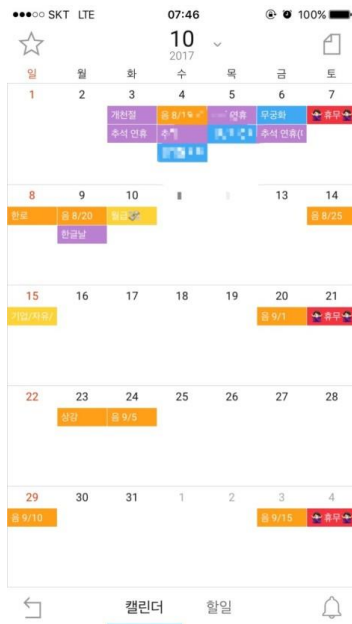 SKT LTE 07:46 100%
10
2017
일 월 화 수 목 금 토
1 2 3 4 5 6 7
개천절 음 8/1 연휴 무궁화 휴무
추석 연휴 추 추석 연휴(
8 9 10 13 14
한로 음 8/20 월급 음 8/25
한글날
15 16 17 18 19 20 21
기업/자유/ 음 9/1 휴무
22 23 24 25 26 27 28
상강 음 9/5
29 30 31 1 2 3 4
음 9/10 음 9/15 휴무
캘린더 할일